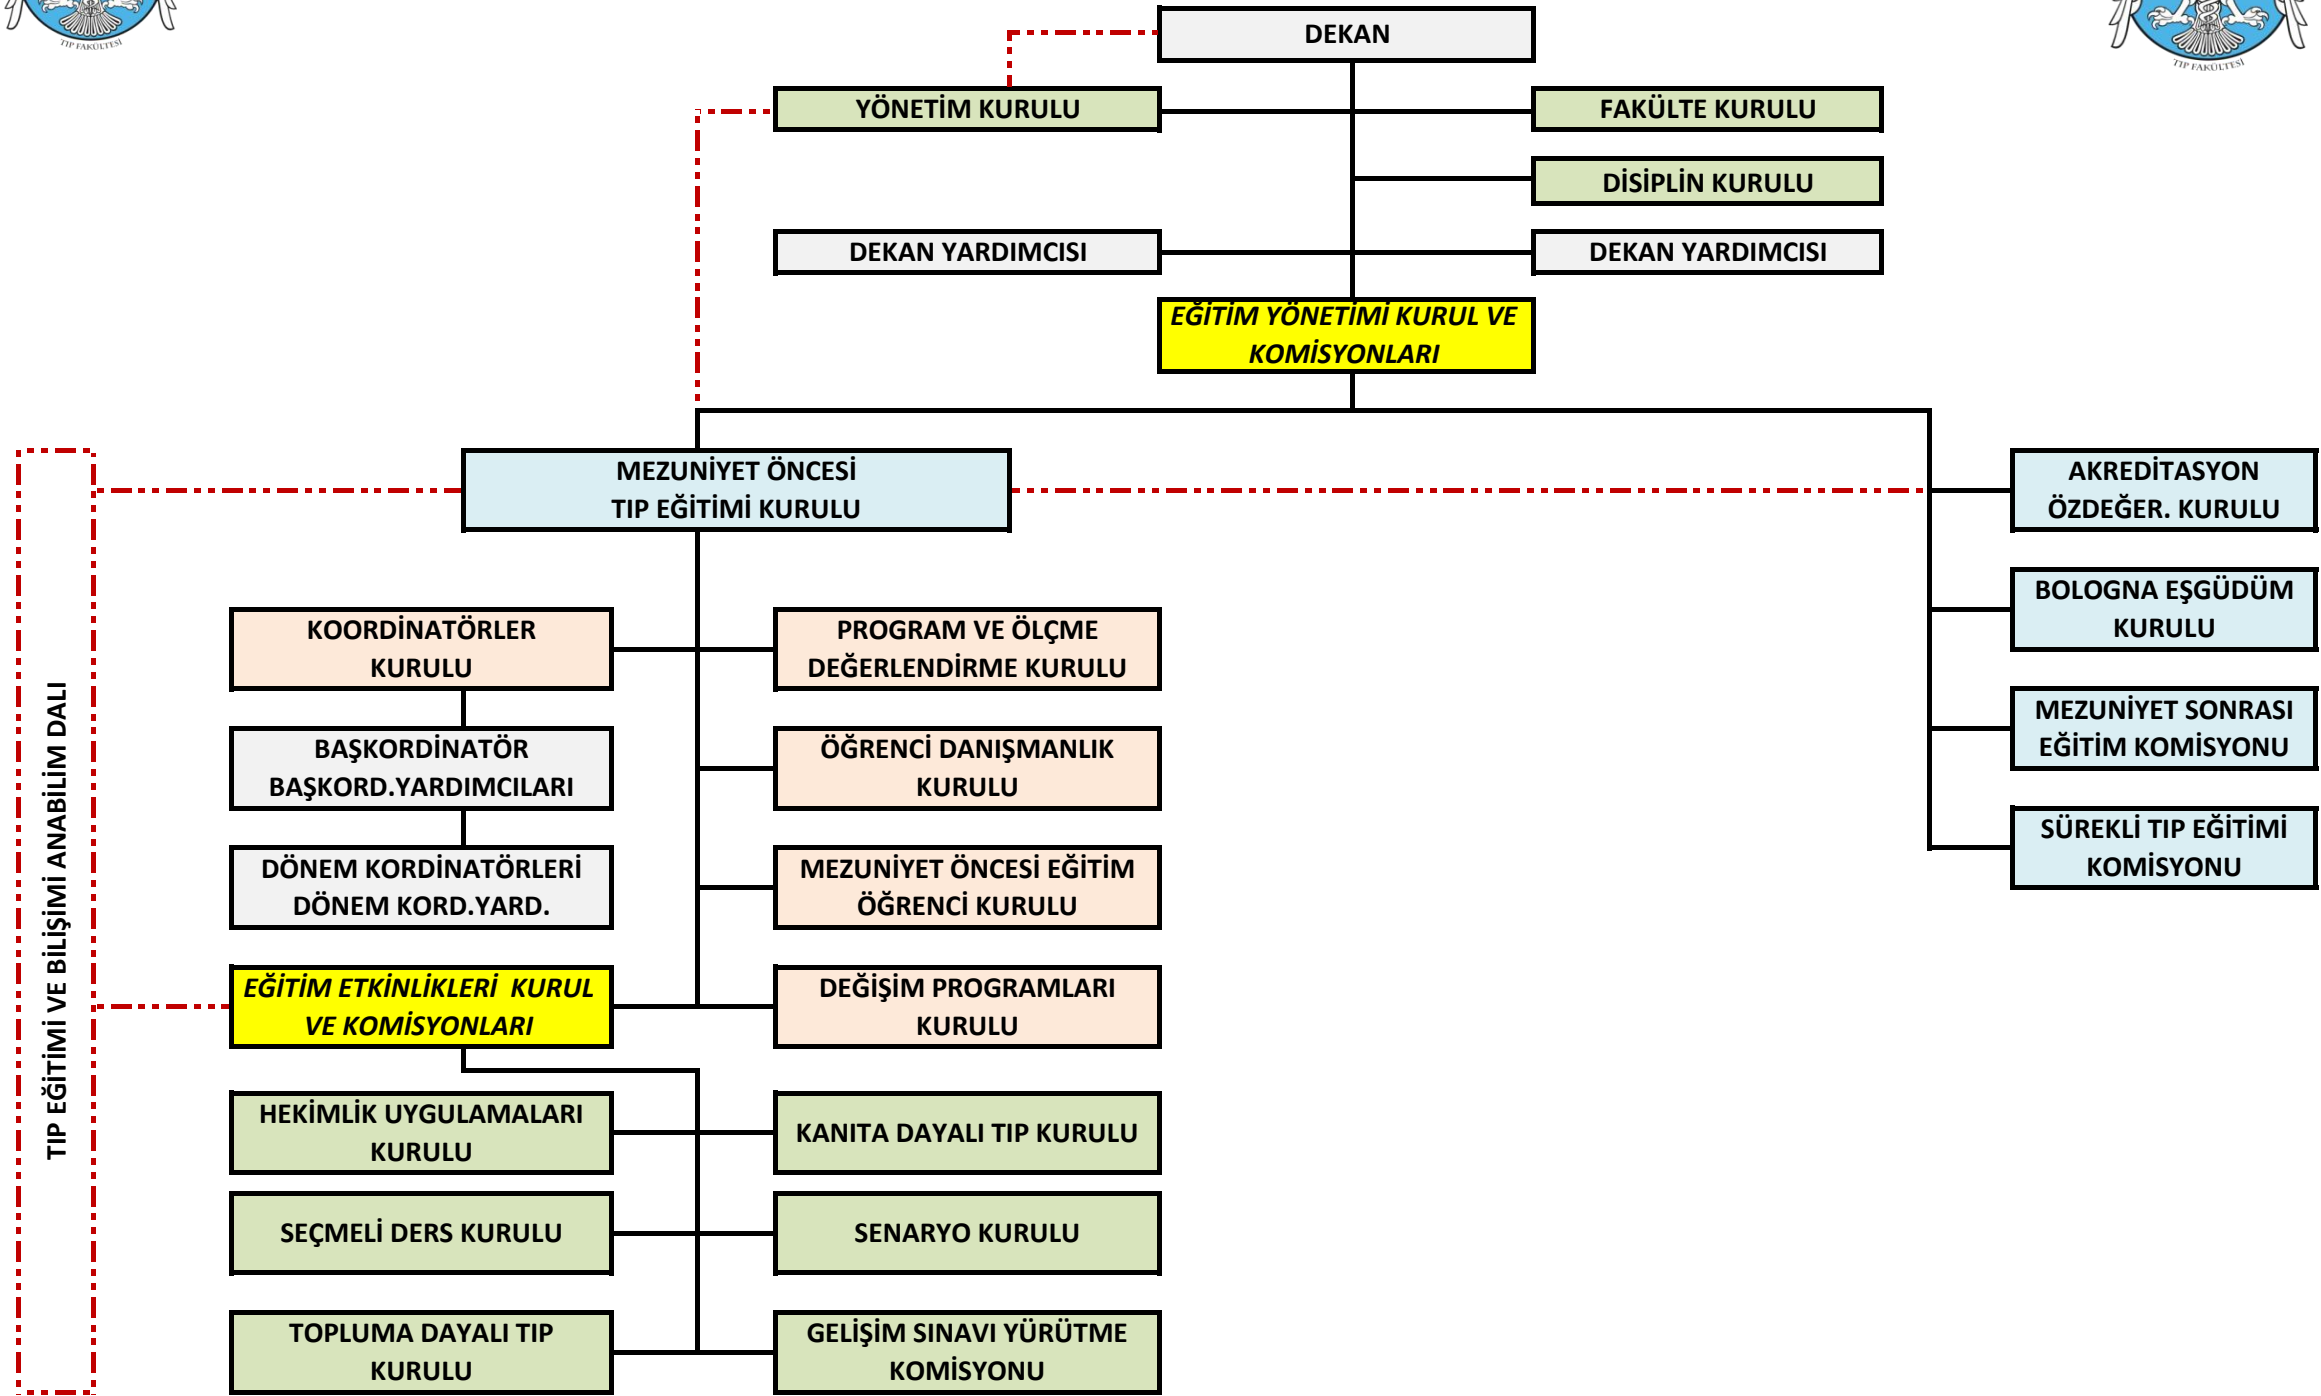 TIP FAKÜLTESİ
TIP FAKÜLTESİ
DEKAN
YÖNETİM KURULU
FAKÜLTE KURULU
DİSİPLİN KURULU
DEKAN YARDIMCISI
DEKAN YARDIMCISI
EĞİTİM YÖNETİMİ KURUL VE
KOMİSYONLARI
MEZUNİYET ÖNCESİ
TIP EĞİTİMİ KURULU
AKREDİTASYON
ÖZDEĞER. KURULU
BOLOGNA EŞGÜDÜM
KURULU
MEZUNİYET SONRASI
EĞİTİM KOMİSYONU
SÜREKLİ TIP EĞİTİMİ
KOMİSYONU
TIP EĞİTİMİ VE BİLİŞİMİ ANABİLİM DALI
KOORDİNATÖRLER
KURULU
PROGRAM VE ÖLÇME
DEĞERLENDİRME KURULU
BAŞKORDİNATÖR
BAŞKORD.YARDIMCILARI
ÖĞRENCİ DANIŞMANLIK
KURULU
DÖNEM KORDİNATÖRLERİ
DÖNEM KORD.YARD.
MEZUNİYET ÖNCESİ EĞİTİM
ÖĞRENCİ KURULU
EĞİTİM ETKİNLİKLERİ  KURUL
VE KOMİSYONLARI
DEĞİŞİM PROGRAMLARI
KURULU
HEKİMLİK UYGULAMALARI
KURULU
KANITA DAYALI TIP KURULU
SEÇMELİ DERS KURULU
SENARYO KURULU
TOPLUMA DAYALI TIP
KURULU
GELİŞİM SINAVI YÜRÜTME
KOMİSYONU